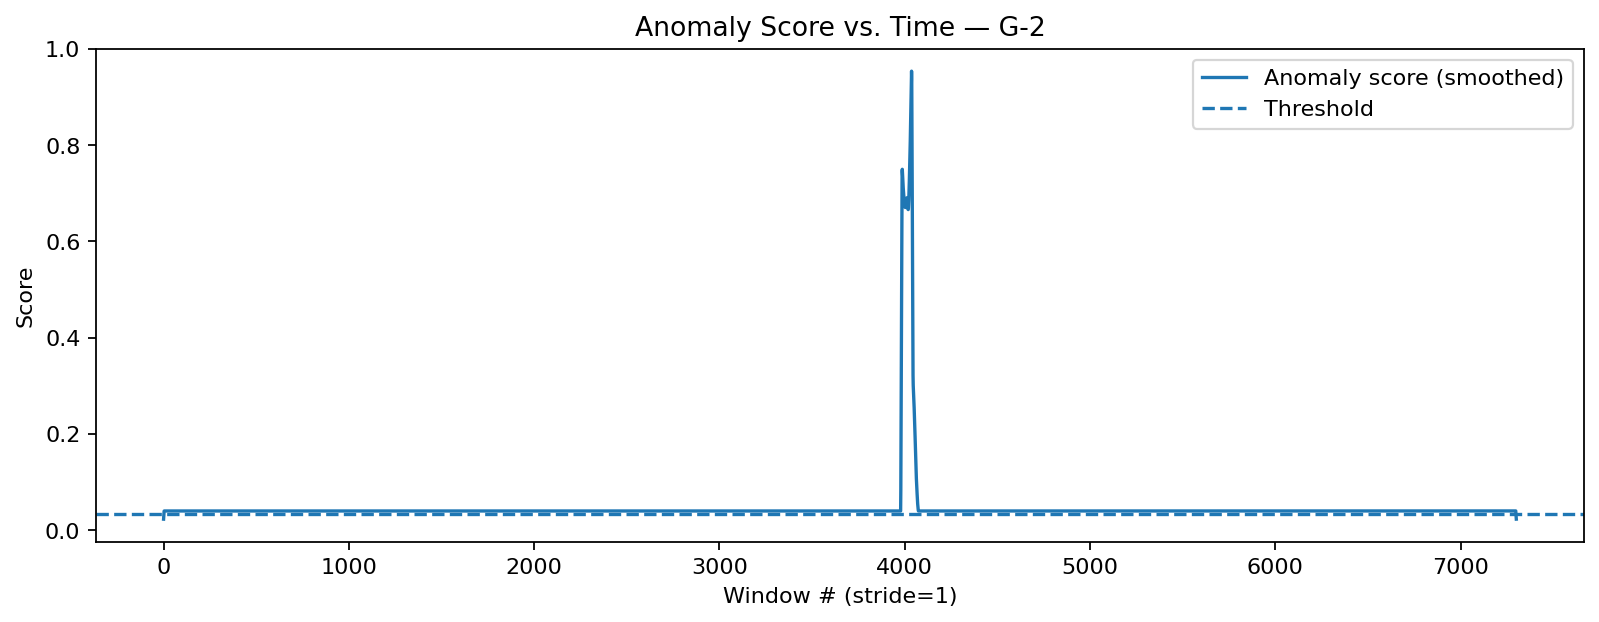 Anomaly Score vs. Time — G-2
1.0
0.8
0.6
0.4
0.2
0.0
Score
Anomaly score (smoothed)
Threshold
0 1000 2000 3000 4000 5000 6000 7000
Window # (stride=1)